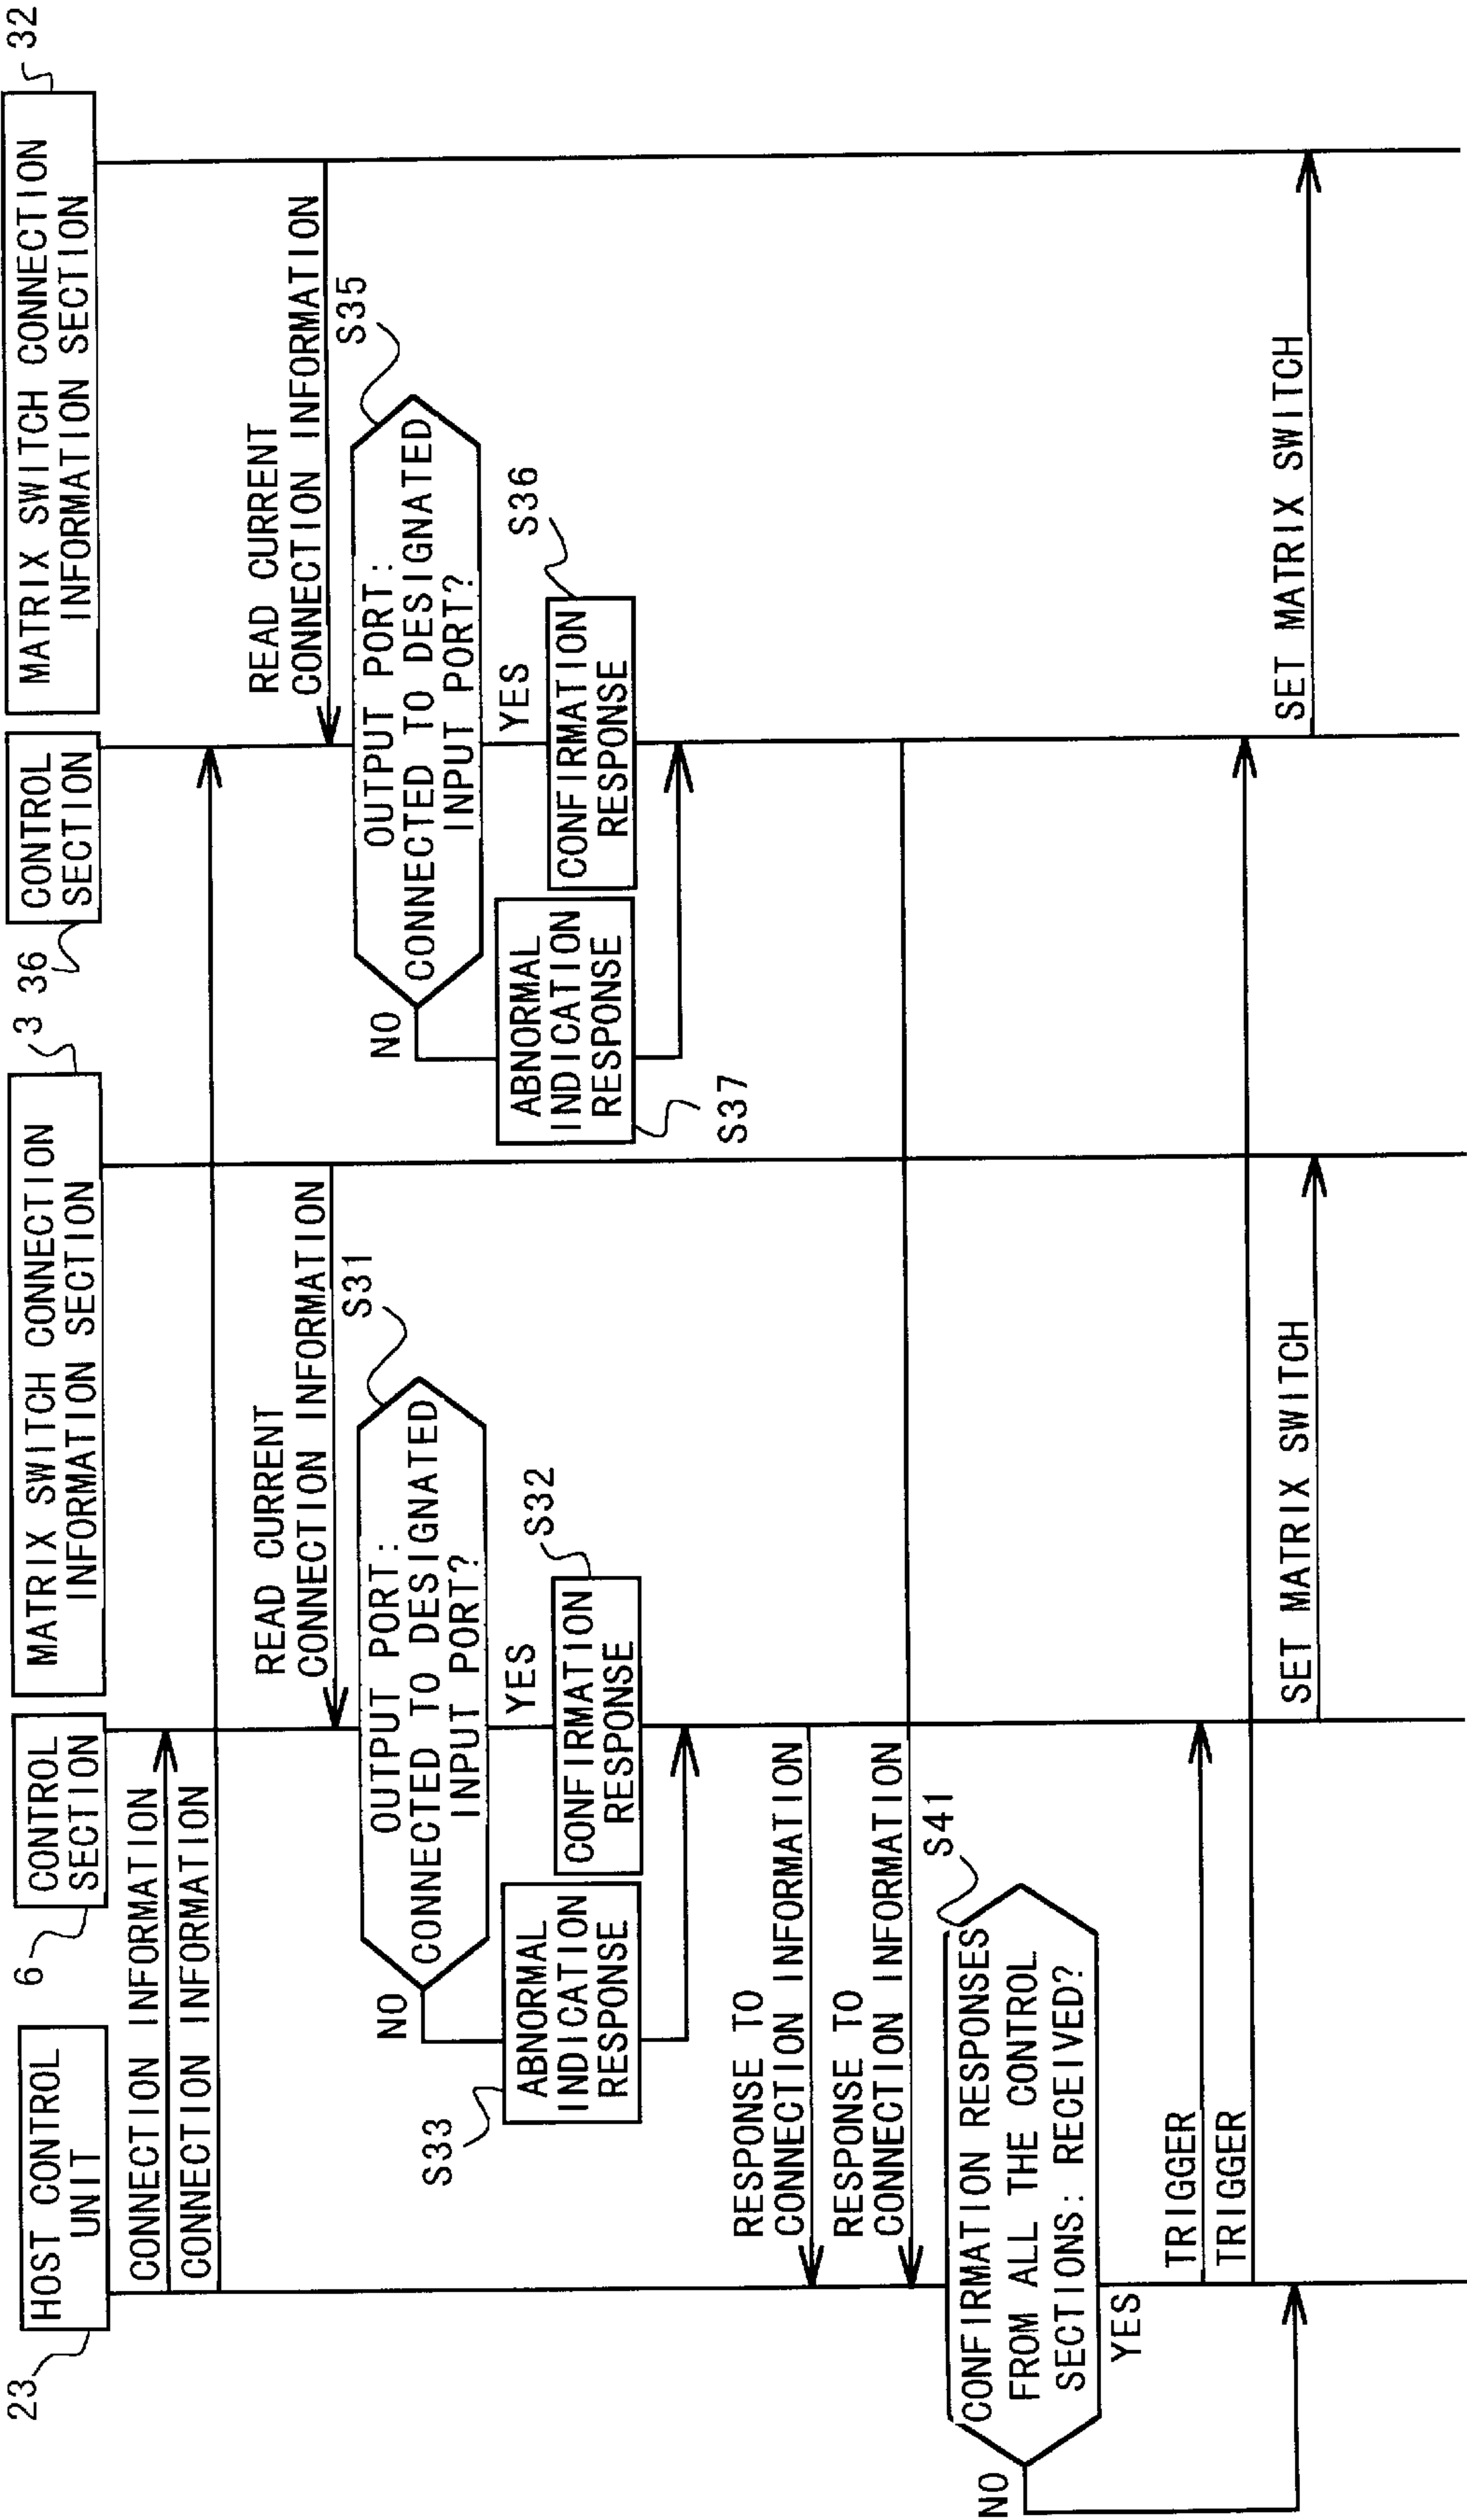 23
HOST CONTROL
UNIT
6
CONTROL
SECTION
MATRIX SWITCH CONNECTION
INFORMATION SECTION
3
36
CONTROL
SECTION
MATRIX SWITCH CONNECTION
INFORMATION SECTION
32
CONNECTION INFORMATION
CONNECTION INFORMATION
READ CURRENT
CONNECTION INFORMATION
READ CURRENT
CONNECTION INFORMATION
S31
OUTPUT PORT:
CONNECTED TO DESIGNATED
INPUT PORT?
NO
YES
S35
OUTPUT PORT:
CONNECTED TO DESIGNATED
INPUT PORT?
NO
YES
S33
ABNORMAL
INDICATION
RESPONSE
CONFIRMATION
RESPONSE
S32
S37
ABNORMAL
INDICATION
RESPONSE
CONFIRMATION
RESPONSE
S36
RESPONSE TO
CONNECTION INFORMATION
RESPONSE TO
CONNECTION INFORMATION
S41
CONFIRMATION RESPONSES
FROM ALL THE CONTROL
SECTIONS: RECEIVED?
NO
YES
TRIGGER
TRIGGER
SET MATRIX SWITCH
SET MATRIX SWITCH